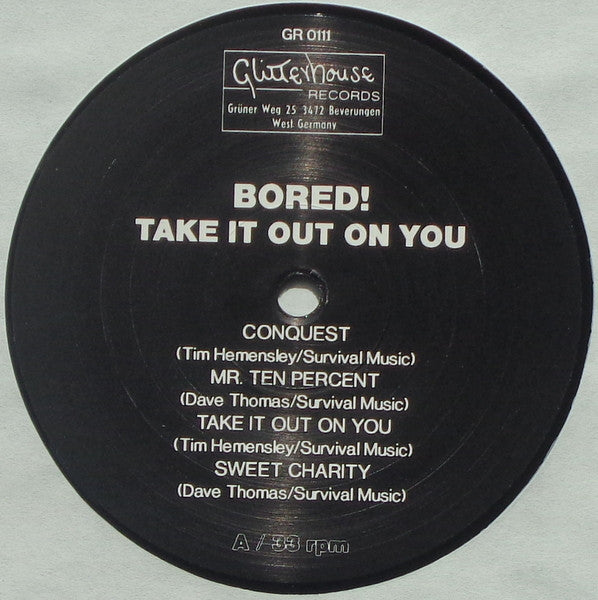 GR 0111
Glitterhouse
RECORDS
Grüner Weg 25 3472 Beverungen
West Germany
BORED!
TAKE IT OUT ON YOU
CONQUEST
(Tim Hemensley/Survival Music)
MR. TEN PERCENT
(Dave Thomas/Survival Music)
TAKE IT OUT ON YOU
(Tim Hemensley/Survival Music)
SWEET CHARITY
(Dave Thomas/Survival Music)
A / 33 rpm